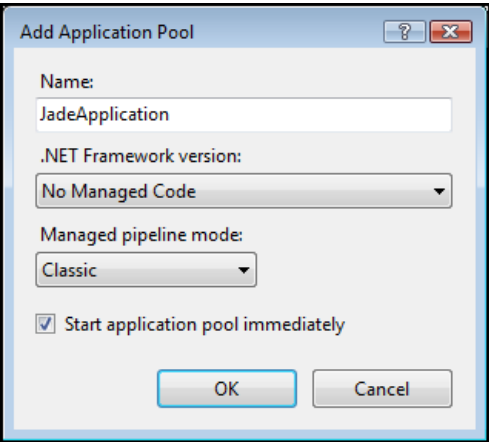 Add Application Pool
Name:
JadeApplication
.NET Framework version:
No Managed Code
Managed pipeline mode:
Classic
Start application pool immediately
OK Cancel